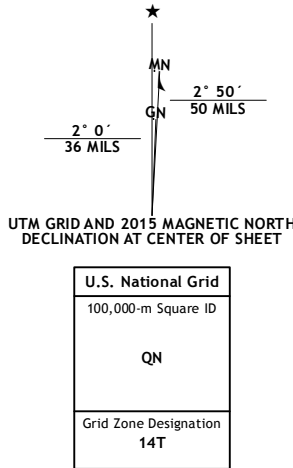 ★
MN
GN
2° 50´
50 MILS
2° 0´
36 MILS
UTM GRID AND 2015 MAGNETIC NORTH
DECLINATION AT CENTER OF SHEET
U.S. National Grid
100,000-m Square ID
QN
Grid Zone Designation
14T